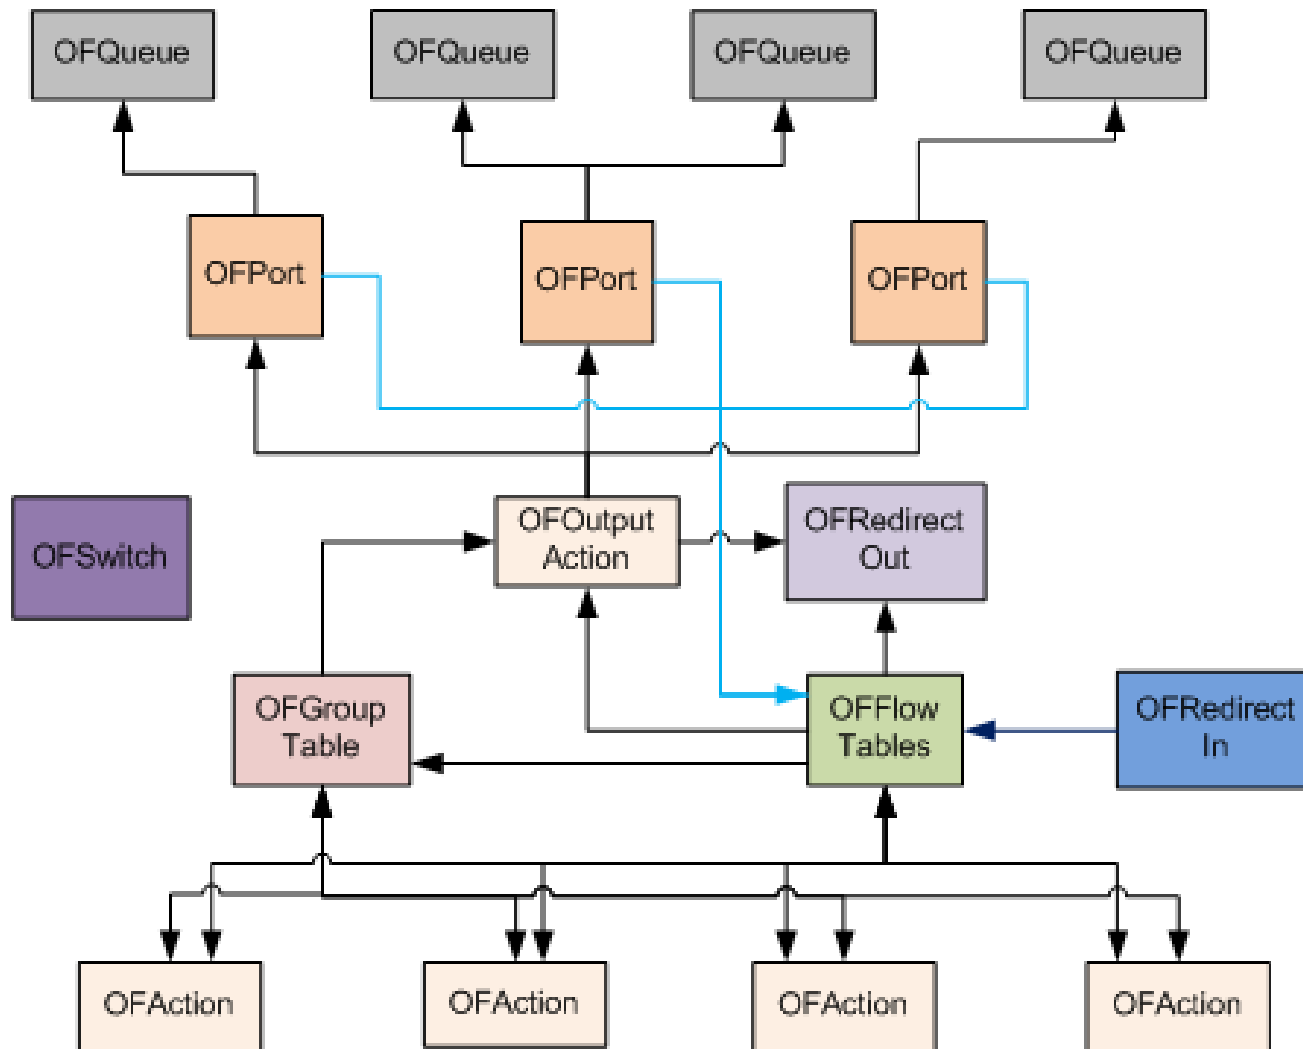 OFQueue
OFQueue
OFQueue
OFQueue
OFPort
OFPort
OFPort
OFSwitch
OFOutput
Action
OFRedirect
Out
OFGroup
Table
OFFlow
Tables
OFRedirect
In
OFAction
OFAction
OFAction
OFAction